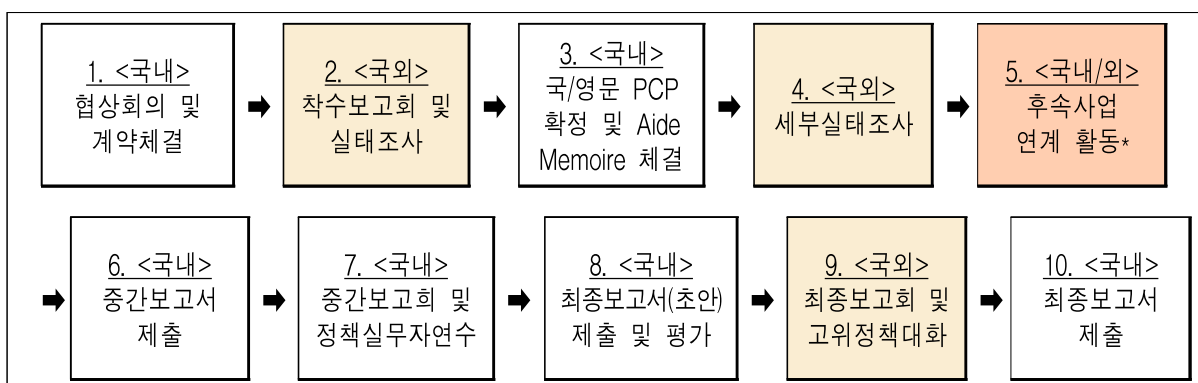 1. <국내>
협상회의 및
계약체결
2. <국외>
착수보고회 및
실태조사
3. <국내>
국/영문 PCP
확정 및 Aide
Memoire 체결
4. <국외>
세부실태조사
5. <국내/외>
후속사업
연계 활동*
6. <국내>
중간보고서
제출
7. <국내>
중간보고희 및
정책실무자연수
8. <국내>
최종보고서(초안)
제출 및 평가
9. <국외>
최종보고회 및
고위정책대화
10. <국내>
최종보고서
제출